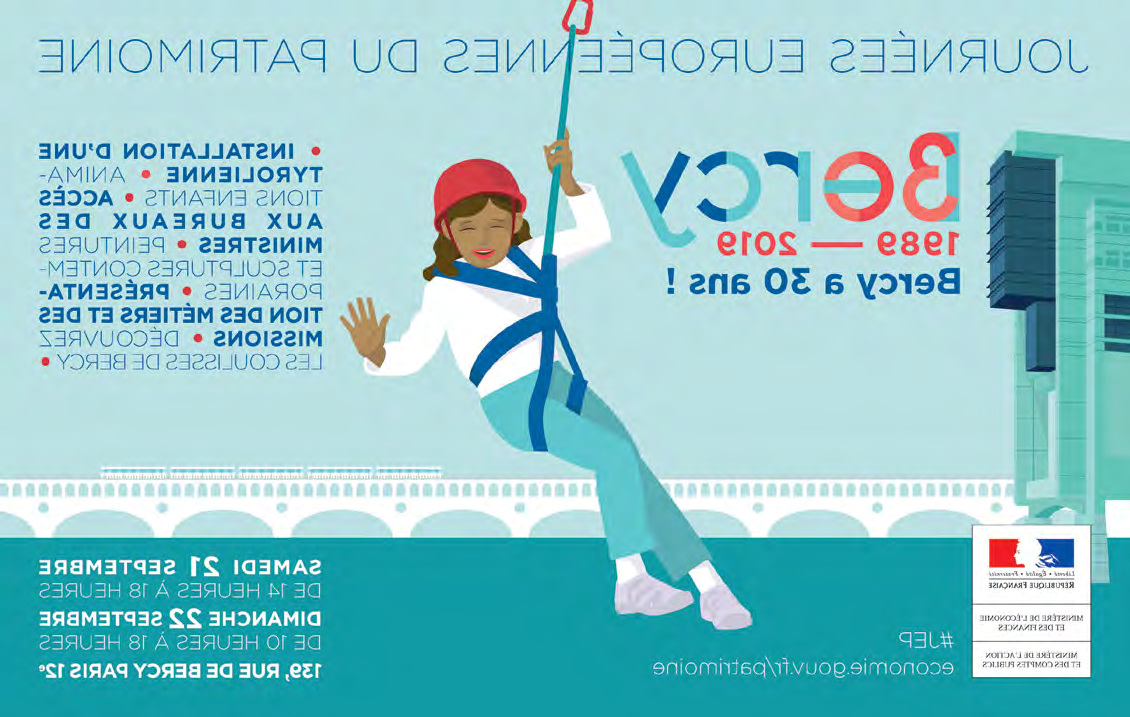 JOURNÉES EUROPÉENNES DU PATRIMOINE
Bercy
1989 — 2019
Bercy a 30 ans !
• INSTALLATION D'UNE
TYROLIENNE • ANIMA-
TIONS ENFANTS • ACCÈS
AUX BUREAUX DES
MINISTRES • PEINTURES
ET SCULPTURES CONTEM-
PORAINES • PRÉSENTA-
TION DES MÉTIERS ET DES
MISSIONS • DÉCOUVREZ
LES COULISSES DE BERCY •
Liberté • Égalité • Fraternité
RÉPUBLIQUE FRANÇAISE
MINISTÈRE DE L'ÉCONOMIE
ET DES FINANCES
MINISTÈRE DE L'ACTION
ET DES COMPTES PUBLICS
#JEP
economie.gouv.fr/patrimoine
SAMEDI 21 SEPTEMBRE
DE 14 HEURES À 18 HEURES
DIMANCHE 22 SEPTEMBRE
DE 10 HEURES À 18 HEURES
139, RUE DE BERCY PARIS 12e